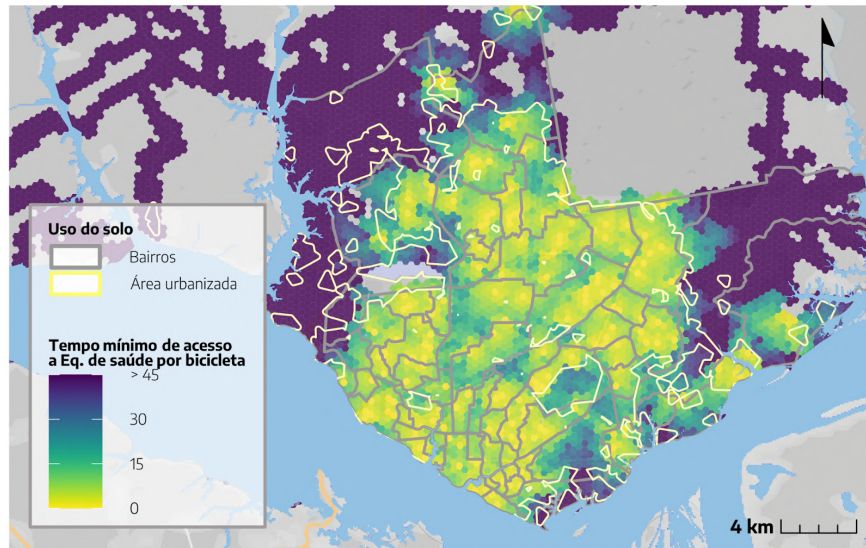 Uso do solo
Bairros
Área urbanizada
Tempo mínimo de acesso
a Eq. de saúde por bicicleta
> 45
30
15
0
4 km